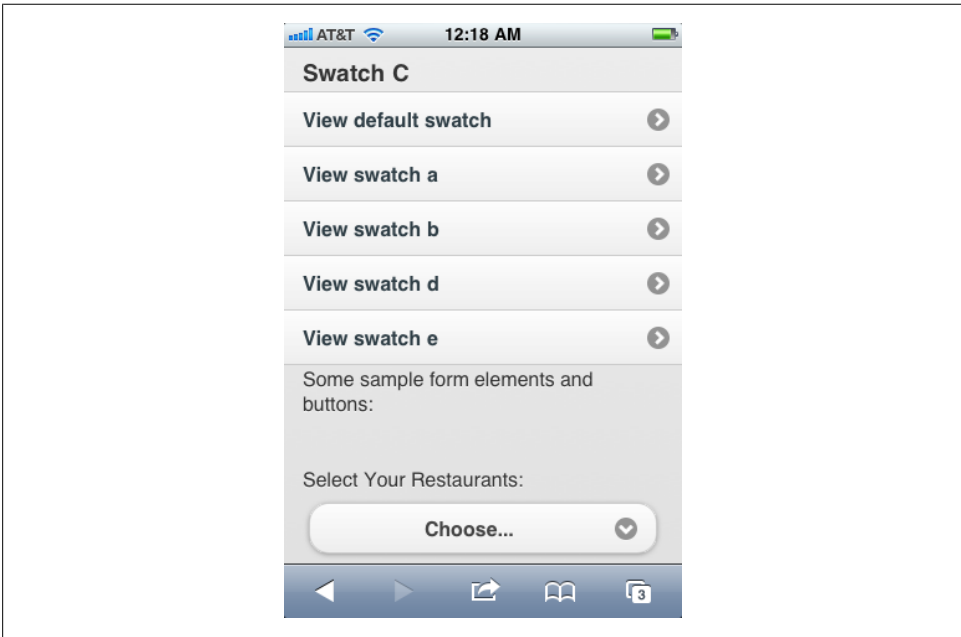 AT&T 12:18 AM
Swatch C
View default swatch
View swatch a
View swatch b
View swatch d
View swatch e
Some sample form elements and
buttons:
Select Your Restaurants:
Choose...
3